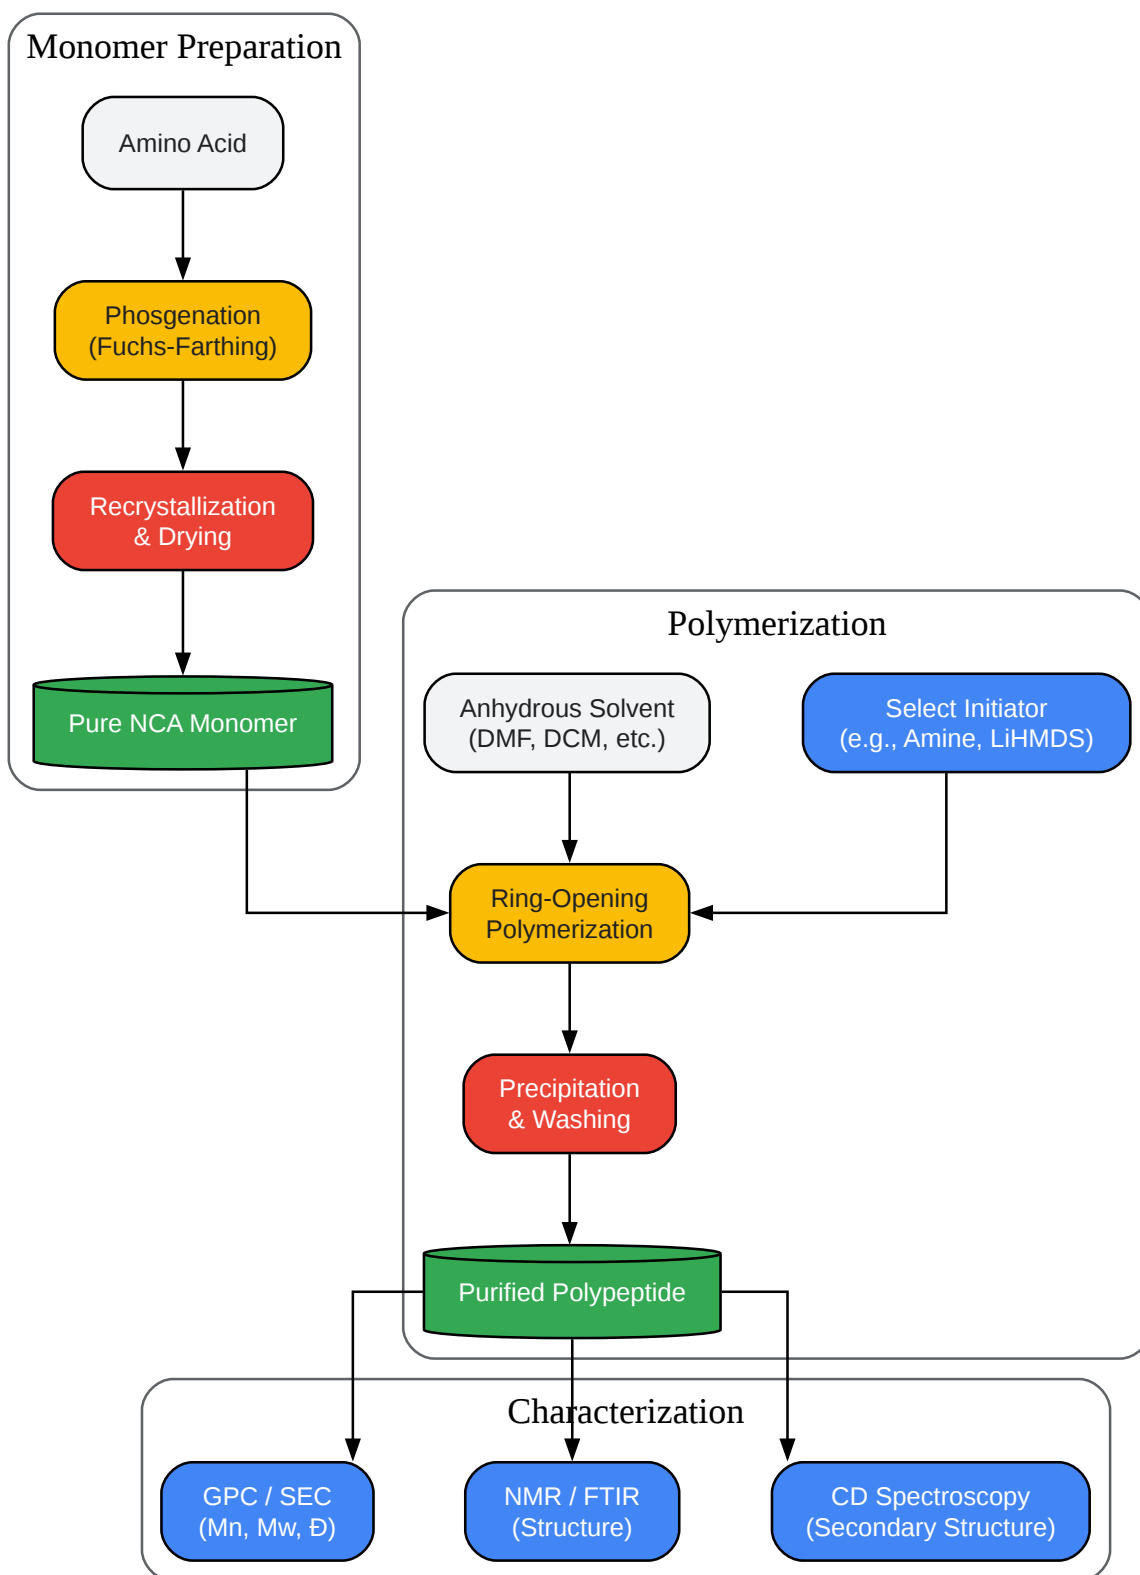 Monomer Preparation
Amino Acid
Phosgenation
(Fuchs-Farthing)
Recrystallization
& Drying
Pure NCA Monomer
Polymerization
Anhydrous Solvent
(DMF, DCM, etc.)
Select Initiator
(e.g., Amine, LiHMDS)
Ring-Opening
Polymerization
Precipitation
& Washing
Purified Polypeptide
Characterization
GPC / SEC
(Mn, Mw, Đ)
NMR / FTIR
(Structure)
CD Spectroscopy
(Secondary Structure)